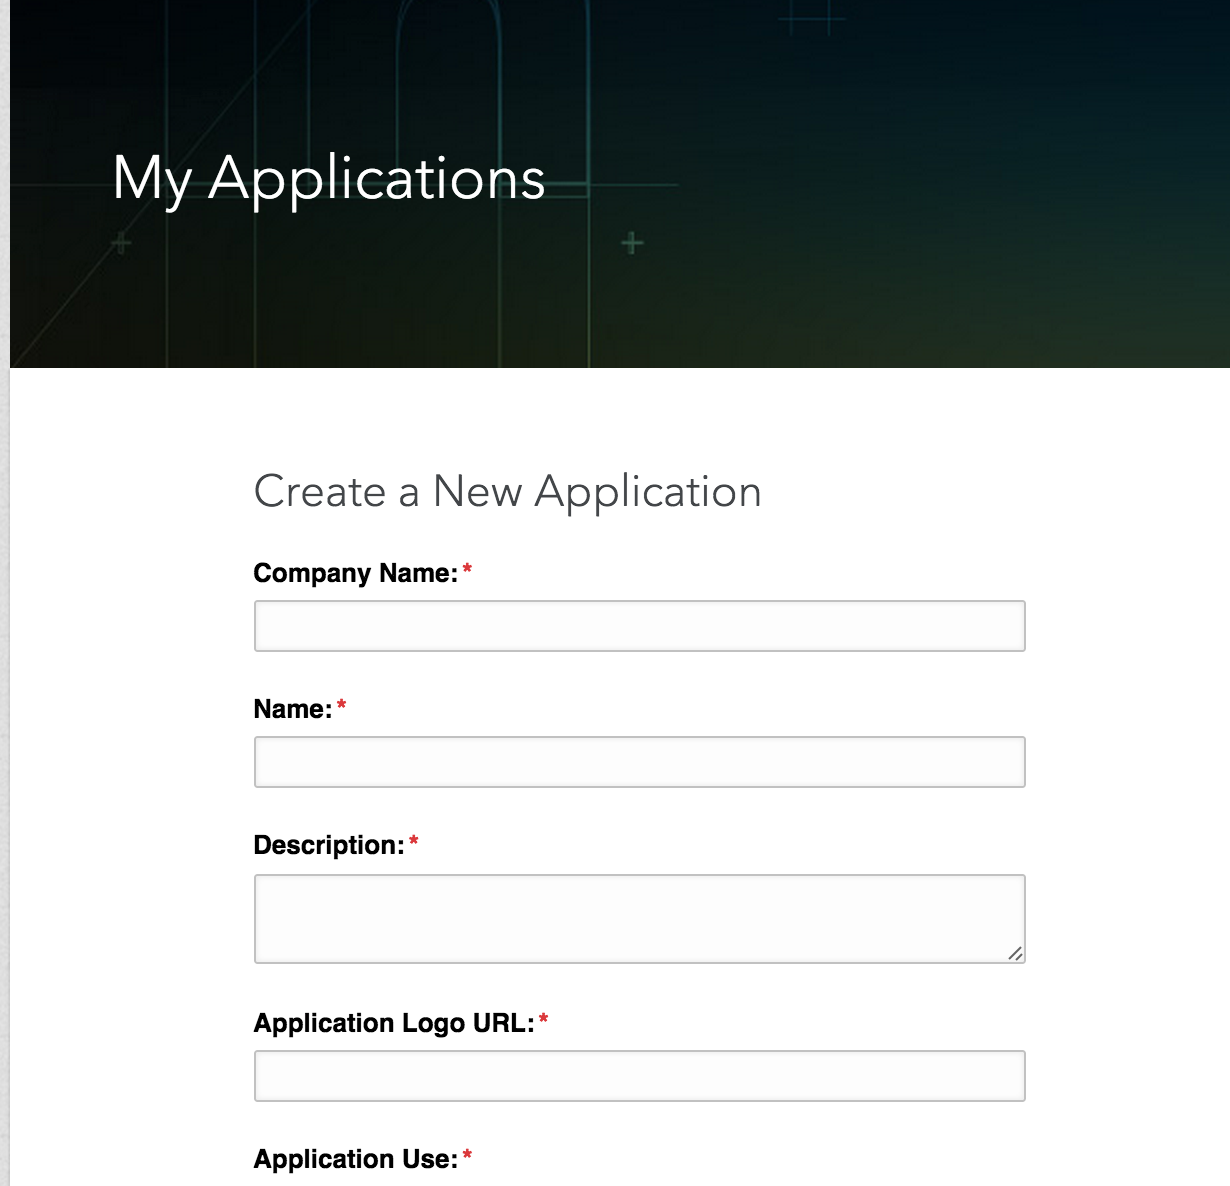 My Applications
Create a New Application
Company Name:*
Name:*
Description:*
Application Logo URL:*
Application Use:*